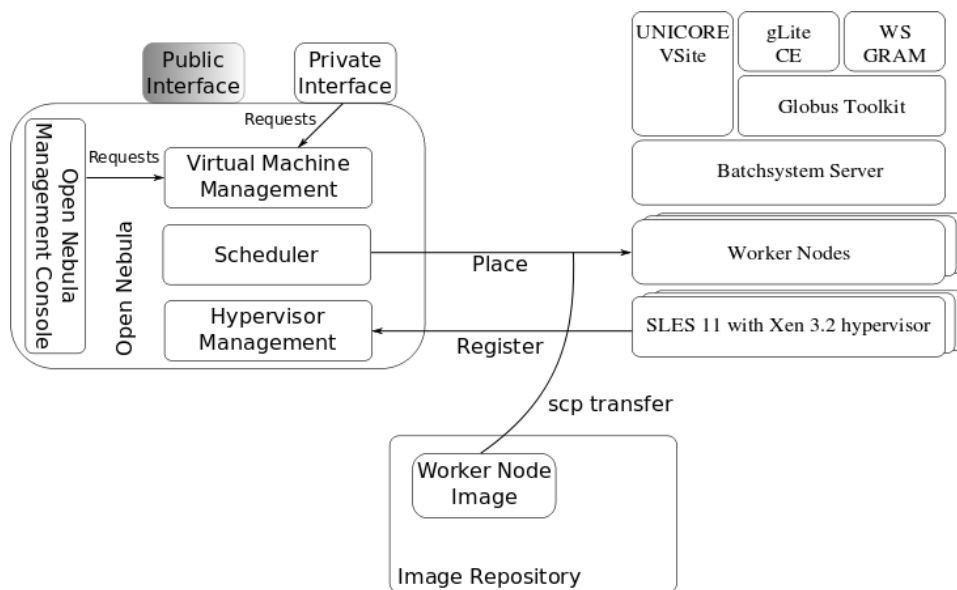 Public
Interface
Private
Interface
Requests
Open Nebula
Management Console
Requests
Virtual Machine
Management
Open Nebula
Scheduler
Hypervisor
Management
Place
Register
scp transfer
Worker Node
Image
Image Repository
UNICORE
VSite
gLite
CE
WS
GRAM
Globus Toolkit
Batchsystem Server
Worker Nodes
SLES 11 with Xen 3.2 hypervisor